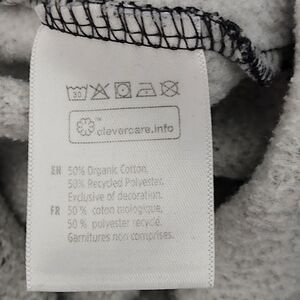 30
clevercare.info
EN 50% Organic Cotton,
50% Recycled Polyester.
Exclusive of decoration.
FR 50 % coton biologique,
50 % polyester recyclé.
Garnitures non comprises.